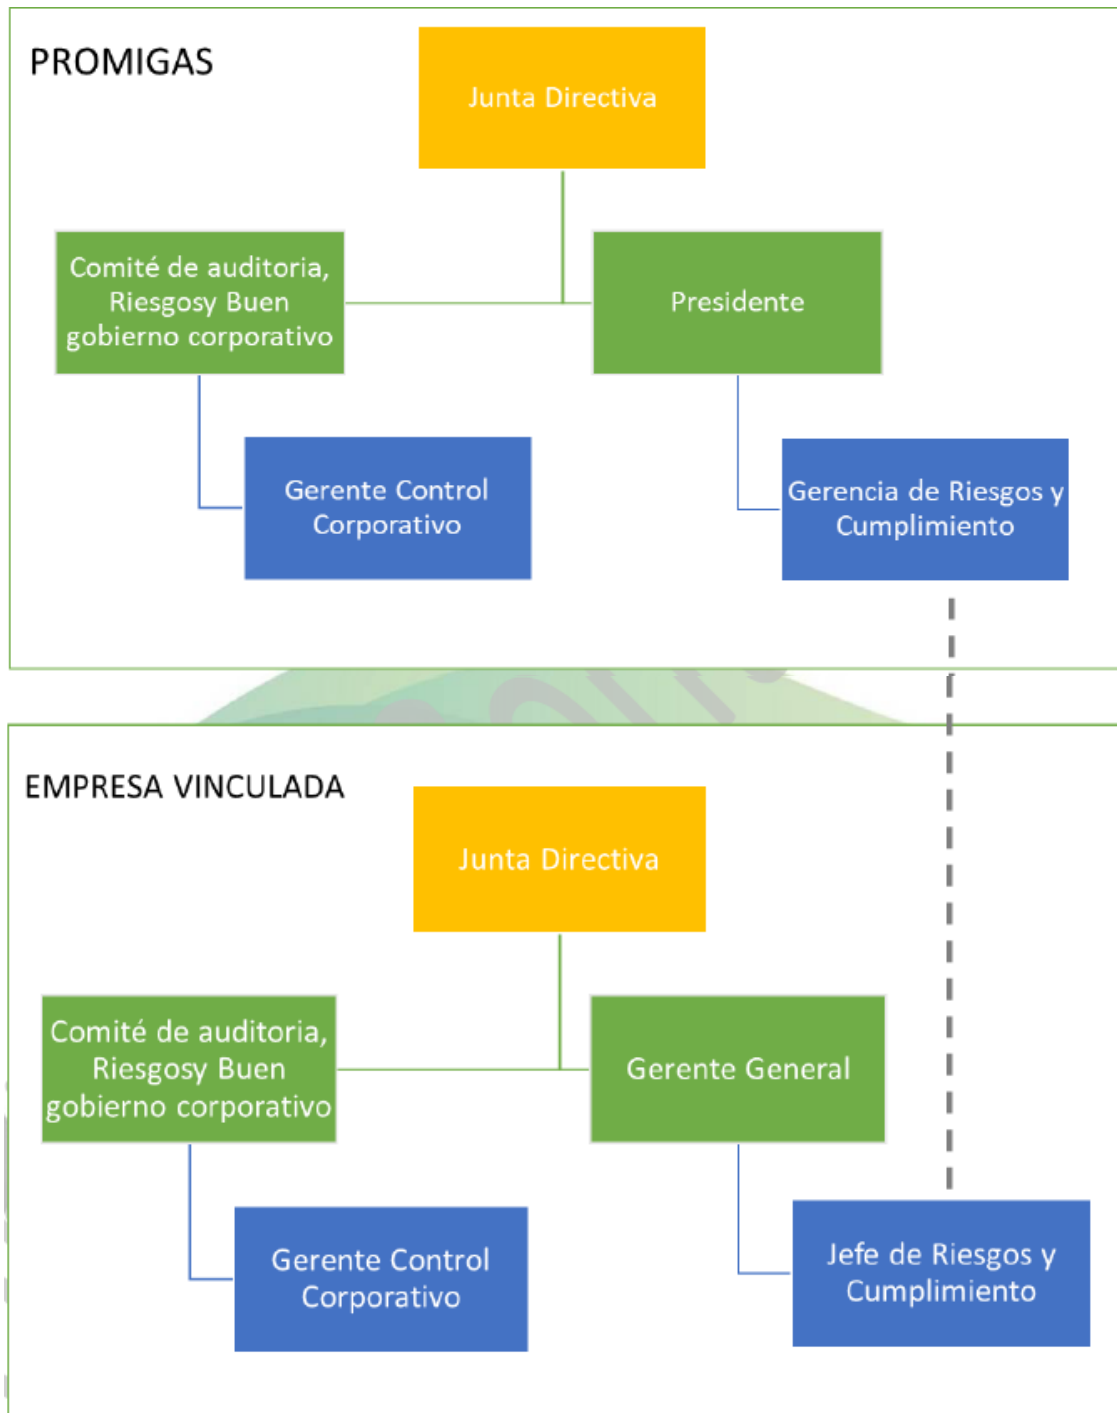 PROMIGAS
Junta Directiva
Comité de auditoria,
Riesgosy Buen
gobierno corporativo
Presidente
Gerente Control
Corporativo
Gerencia de Riesgos y
Cumplimiento
EMPRESA VINCULADA
Junta Directiva
Comité de auditoria,
Riesgosy Buen
gobierno corporativo
Gerente General
Gerente Control
Corporativo
Jefe de Riesgos y
Cumplimiento